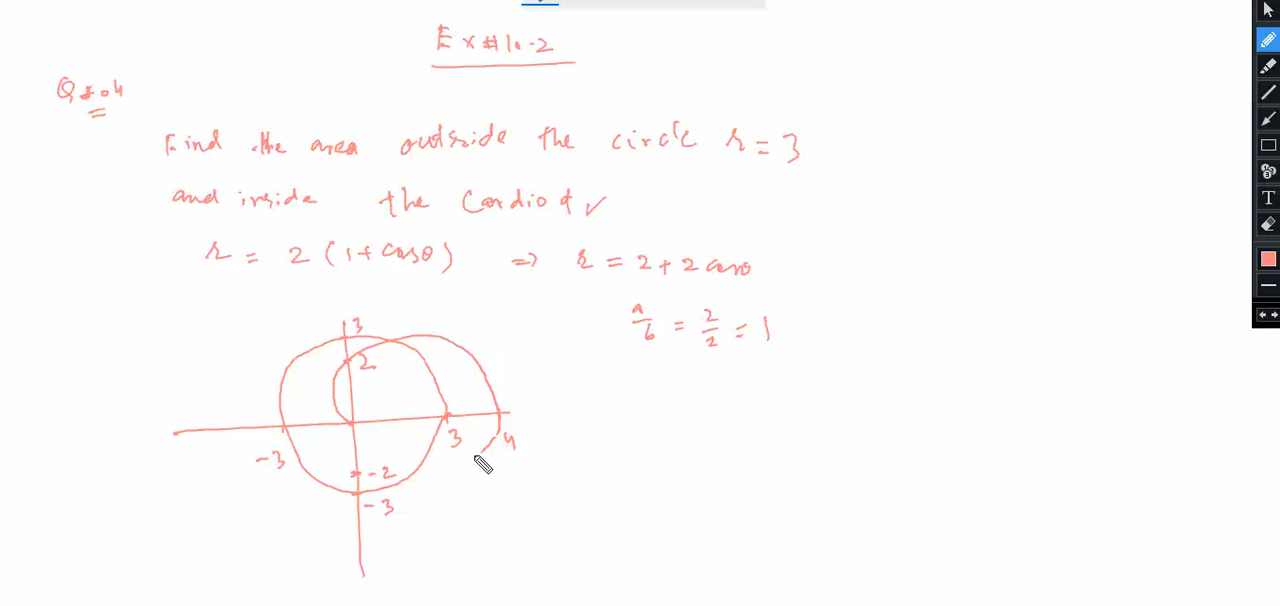 Ex # 10.2
Q # 04
Find the area outside the circle r = 3
and inside the Cardiod ✓
r = 2 (1 + cosθ) => r = 2 + 2 cosθ
a/b = 2/2 = 1
3
2
-3
3
4
-2
-3
T